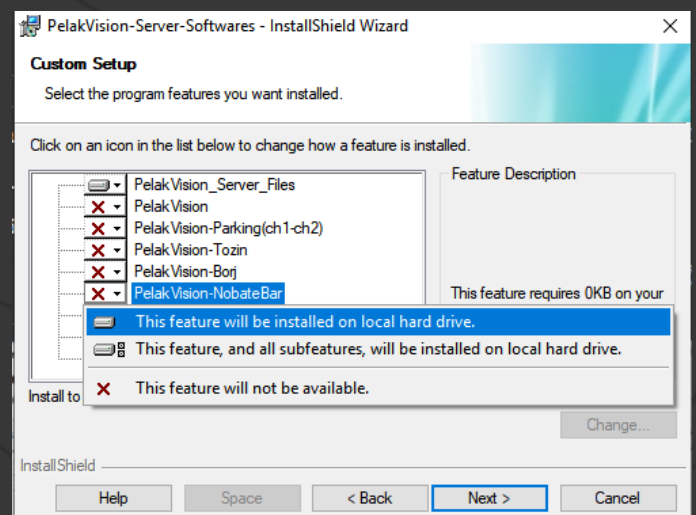 PelakVision-Server-Softwares - InstallShield Wizard
Custom Setup
Select the program features you want installed.
Click on an icon in the list below to change how a feature is installed.
Feature Description
PelakVision_Server_Files
PelakVision
PelakVision-Parking(ch1-ch2)
PelakVision-Tozin
PelakVision-Borj
PelakVision-NobateBar
This feature requires 0KB on your
This feature will be installed on local hard drive.
This feature, and all subfeatures, will be installed on local hard drive.
This feature will not be available.
Install to
Change...
InstallShield
Help
Space
< Back
Next >
Cancel